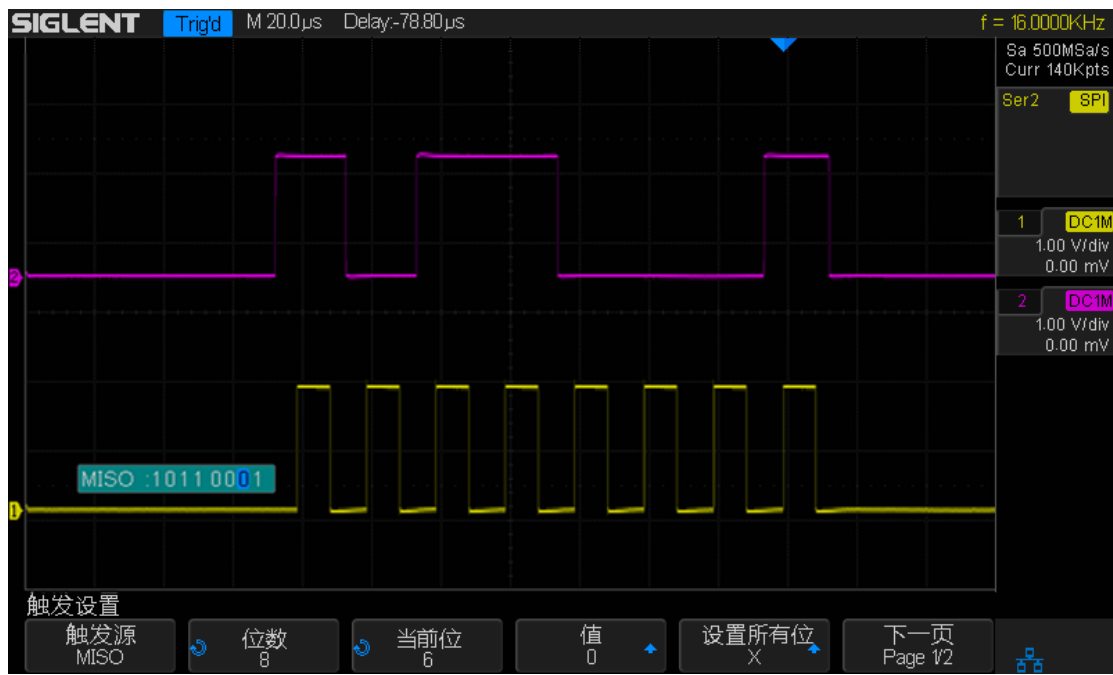 SIGLENT Trig'd M 20.0µs Delay:-78.80µs f = 16.0000KHz
Sa 500MSa/s
Curr 140Kpts
Ser2 SPI
1 DC1M
1.00 V/div
0.00 mV
2 DC1M
1.00 V/div
0.00 mV
2
MISO :1011 0001
1
触发设置
触发源 位数 当前位 值 设置所有位 下一页
MISO 8 6 0 X Page 1/2